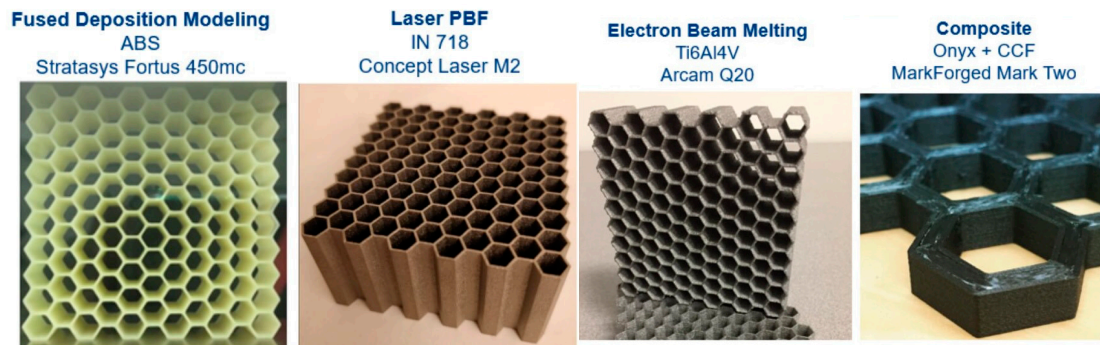 Fused Deposition Modeling
ABS
Stratasys Fortus 450mc
Laser PBF
IN 718
Concept Laser M2
Electron Beam Melting
Ti6Al4V
Arcam Q20
Composite
Onyx + CCF
MarkForged Mark Two